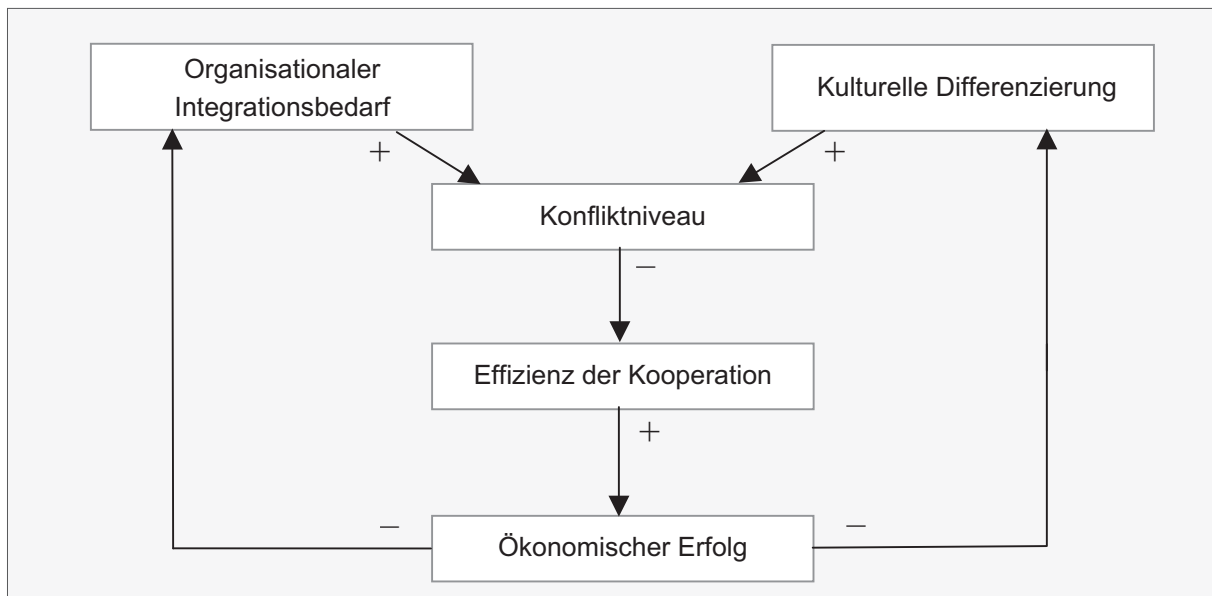 Organisationaler
Integrationsbedarf
Kulturelle Differenzierung
+
+
Konfliktniveau
–
Effizienz der Kooperation
+
–
–
Ökonomischer Erfolg